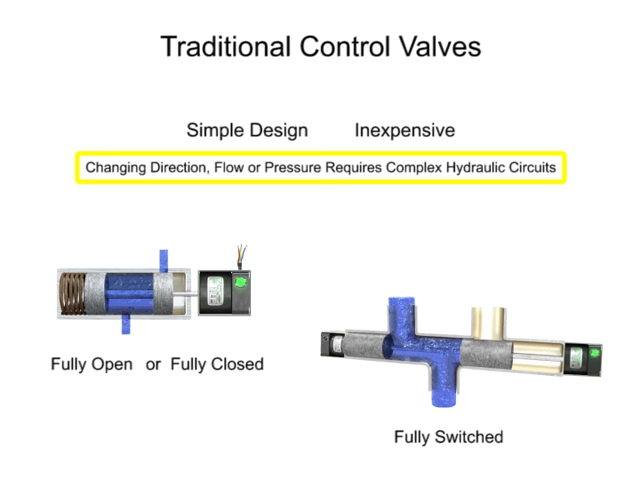 Traditional Control Valves
Simple Design Inexpensive
Changing Direction, Flow or Pressure Requires Complex Hydraulic Circuits
Fully Open or Fully Closed
Fully Switched